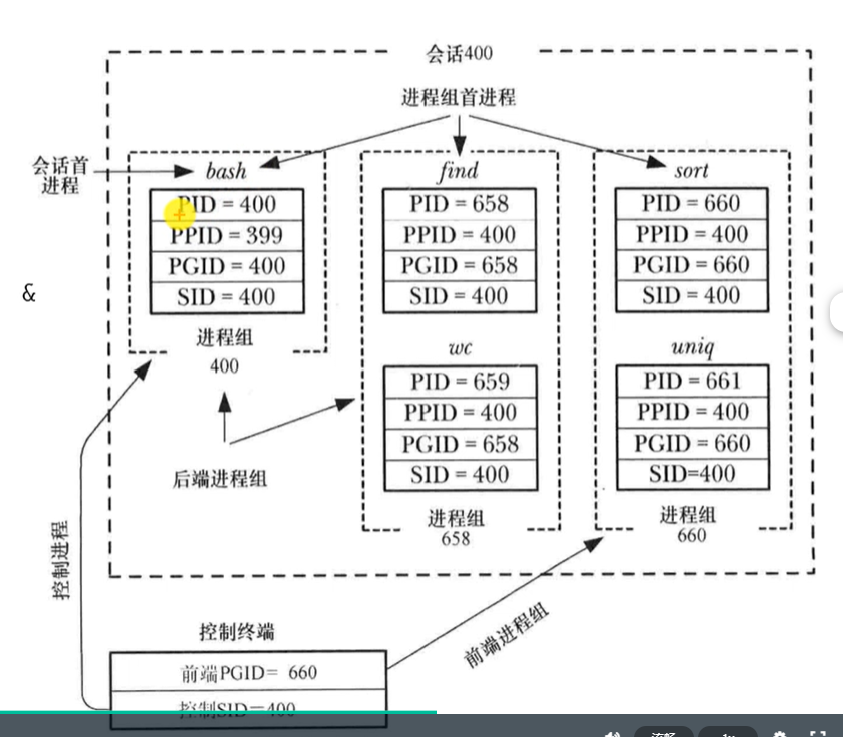 会话400
进程组首进程
会话首
进程
bash
PID = 400
PPID = 399
PGID = 400
SID = 400
进程组
400
find
PID = 658
PPID = 400
PGID = 658
SID = 400
wc
PID = 659
PPID = 400
PGID = 658
SID = 400
进程组
658
sort
PID = 660
PPID = 400
PGID = 660
SID = 400
uniq
PID = 661
PPID = 400
PGID = 660
SID=400
进程组
660
&
后端进程组
控制进程
前端进程组
控制终端
前端PGID= 660
控制SID=400